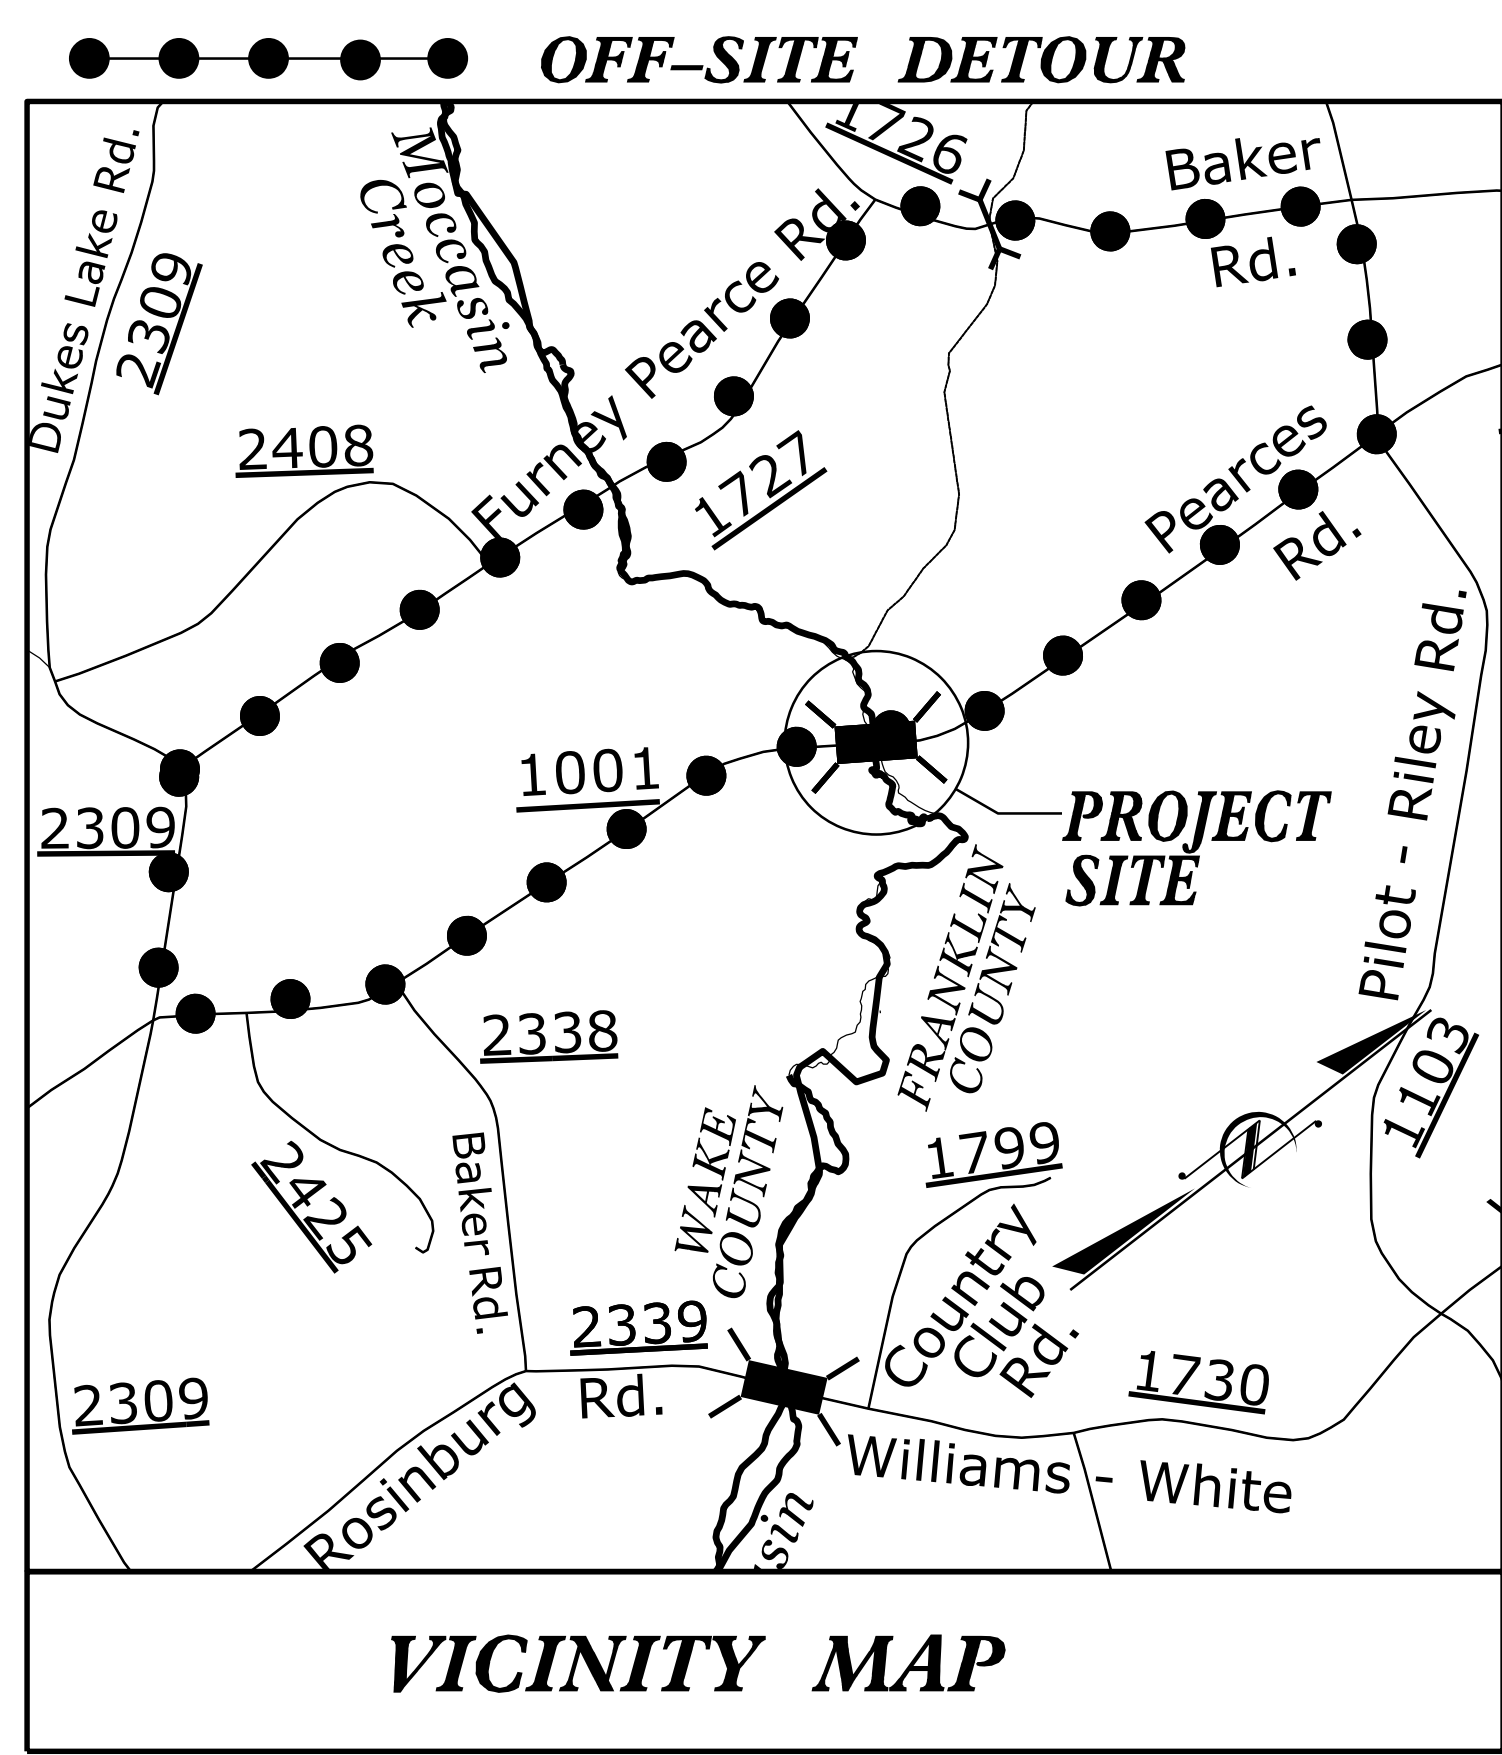 OFF–SITE DETOUR
1726
Baker
Rd.
Dukes Lake Rd.
2309
Moccasin
Creek
Furney Pearce Rd.
2408
1727
Pearces
Rd.
Pilot - Riley Rd.
1001
2309
PROJECT
SITE
FRANKLIN
COUNTY
2338
1103
WAKE
COUNTY
1799
2425
Baker Rd.
Country
Club
Rd.
2339
Rosinburg Rd.
1730
2309
Williams - White
sin
VICINITY MAP